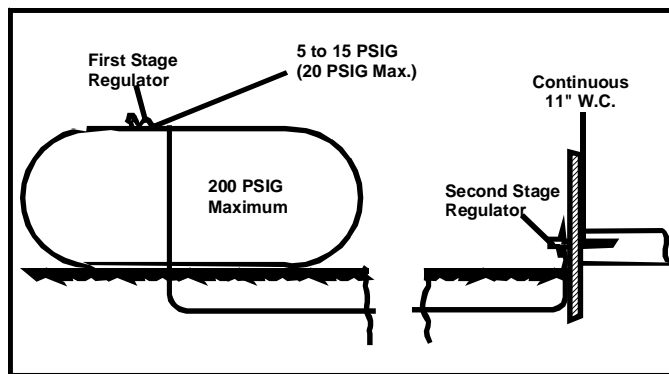 First Stage
Regulator
5 to 15 PSIG
(20 PSIG Max.)
Continuous
11" W.C.
200 PSIG
Maximum
Second Stage
Regulator